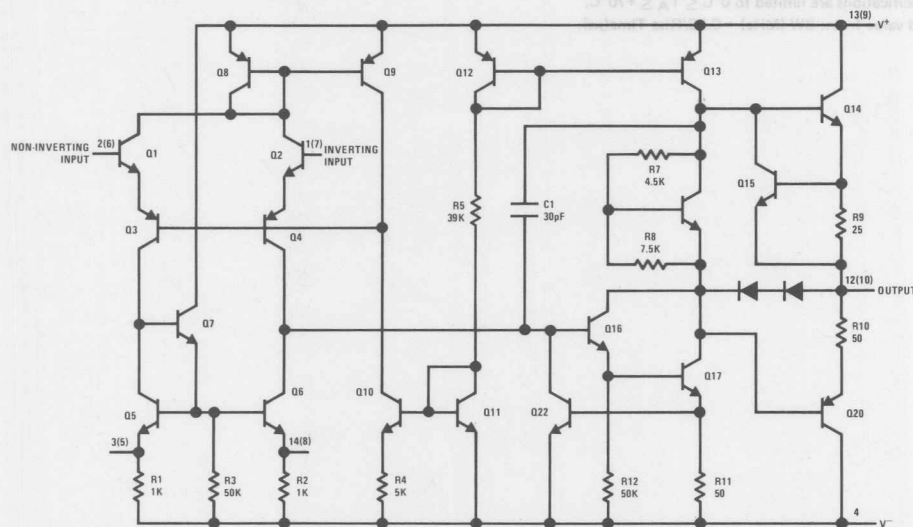 13(9)
V+
Q8
Q9
Q12
Q13
Q14
NON-INVERTING
INPUT
2(6)
Q1
Q2
1(7)
INVERTING
INPUT
R7
4.5K
Q15
R5
39K
C1
30pF
R9
25
Q3
Q4
R8
7.5K
12(10)
OUTPUT
Q7
Q16
R10
50
Q5
Q6
Q10
Q11
Q22
Q17
Q20
3(5)
14(8)
R1
1K
R3
50K
R2
1K
R4
5K
R12
50K
R11
50
4
V−